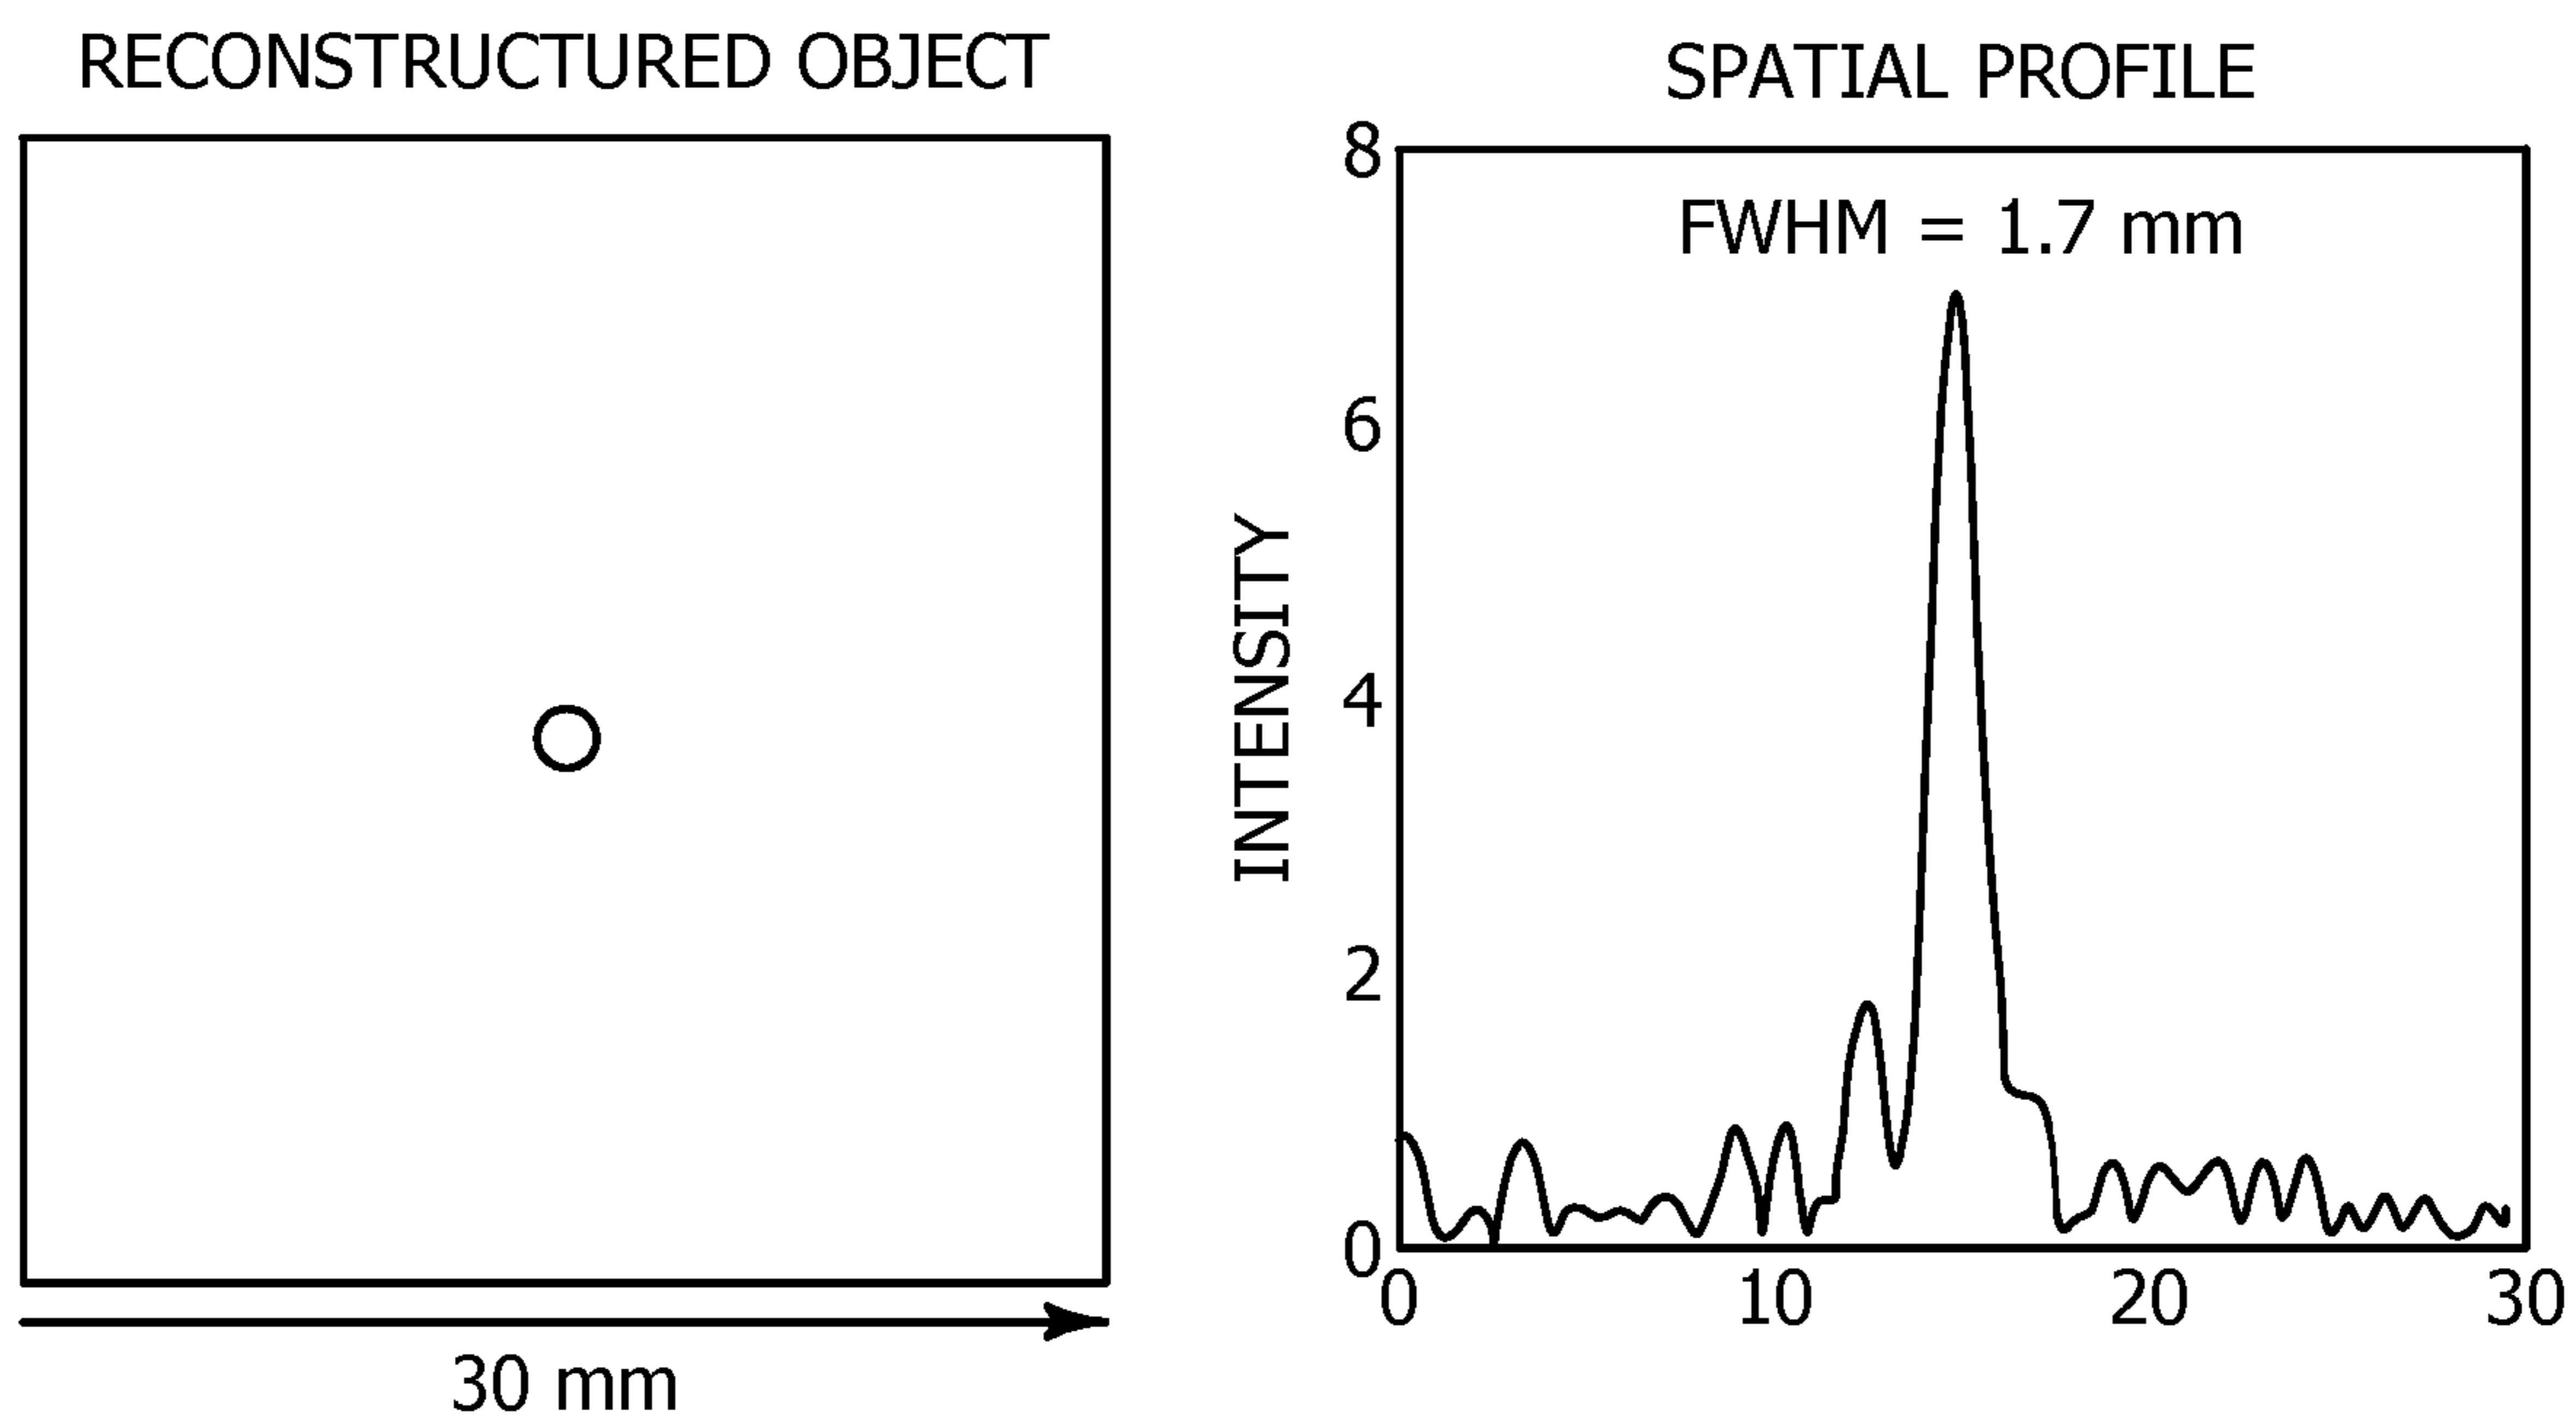 RECONSTRUCTURED OBJECT
30 mm
SPATIAL PROFILE
FWHM = 1.7 mm
INTENSITY
8
6
4
2
0
0 10 20 30